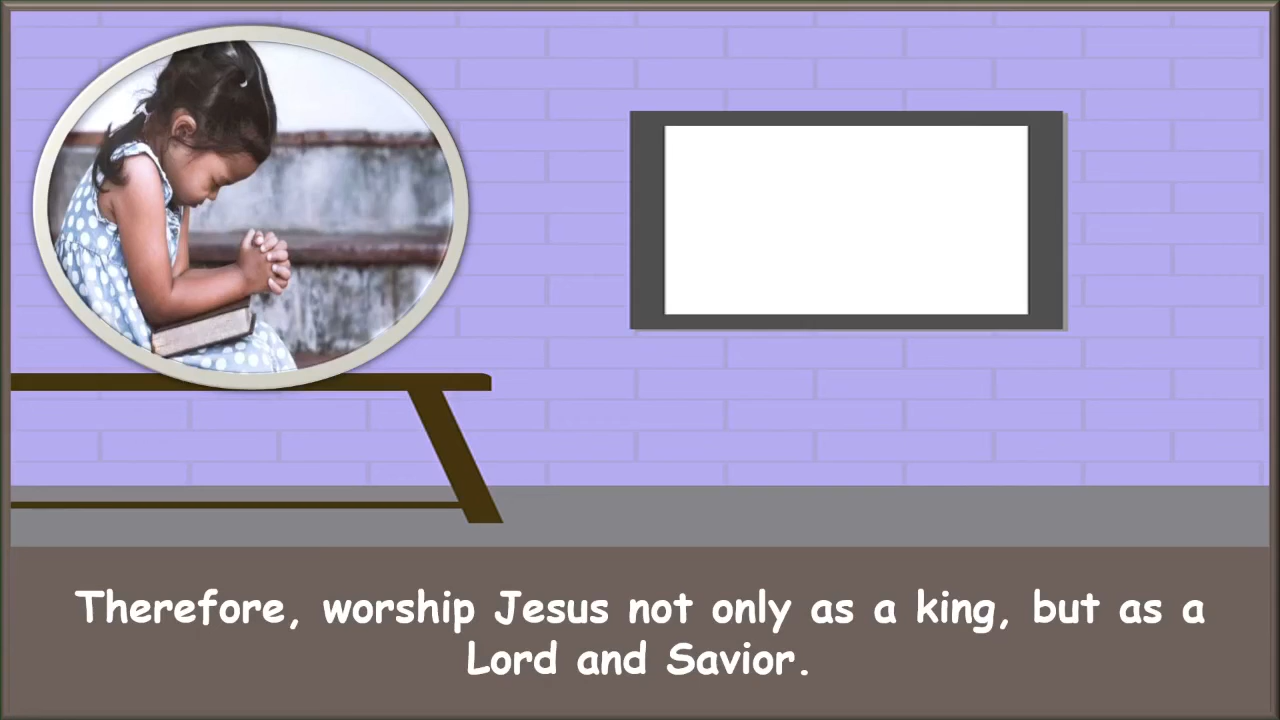 Therefore, worship Jesus not only as a king, but as a
Lord and Savior.